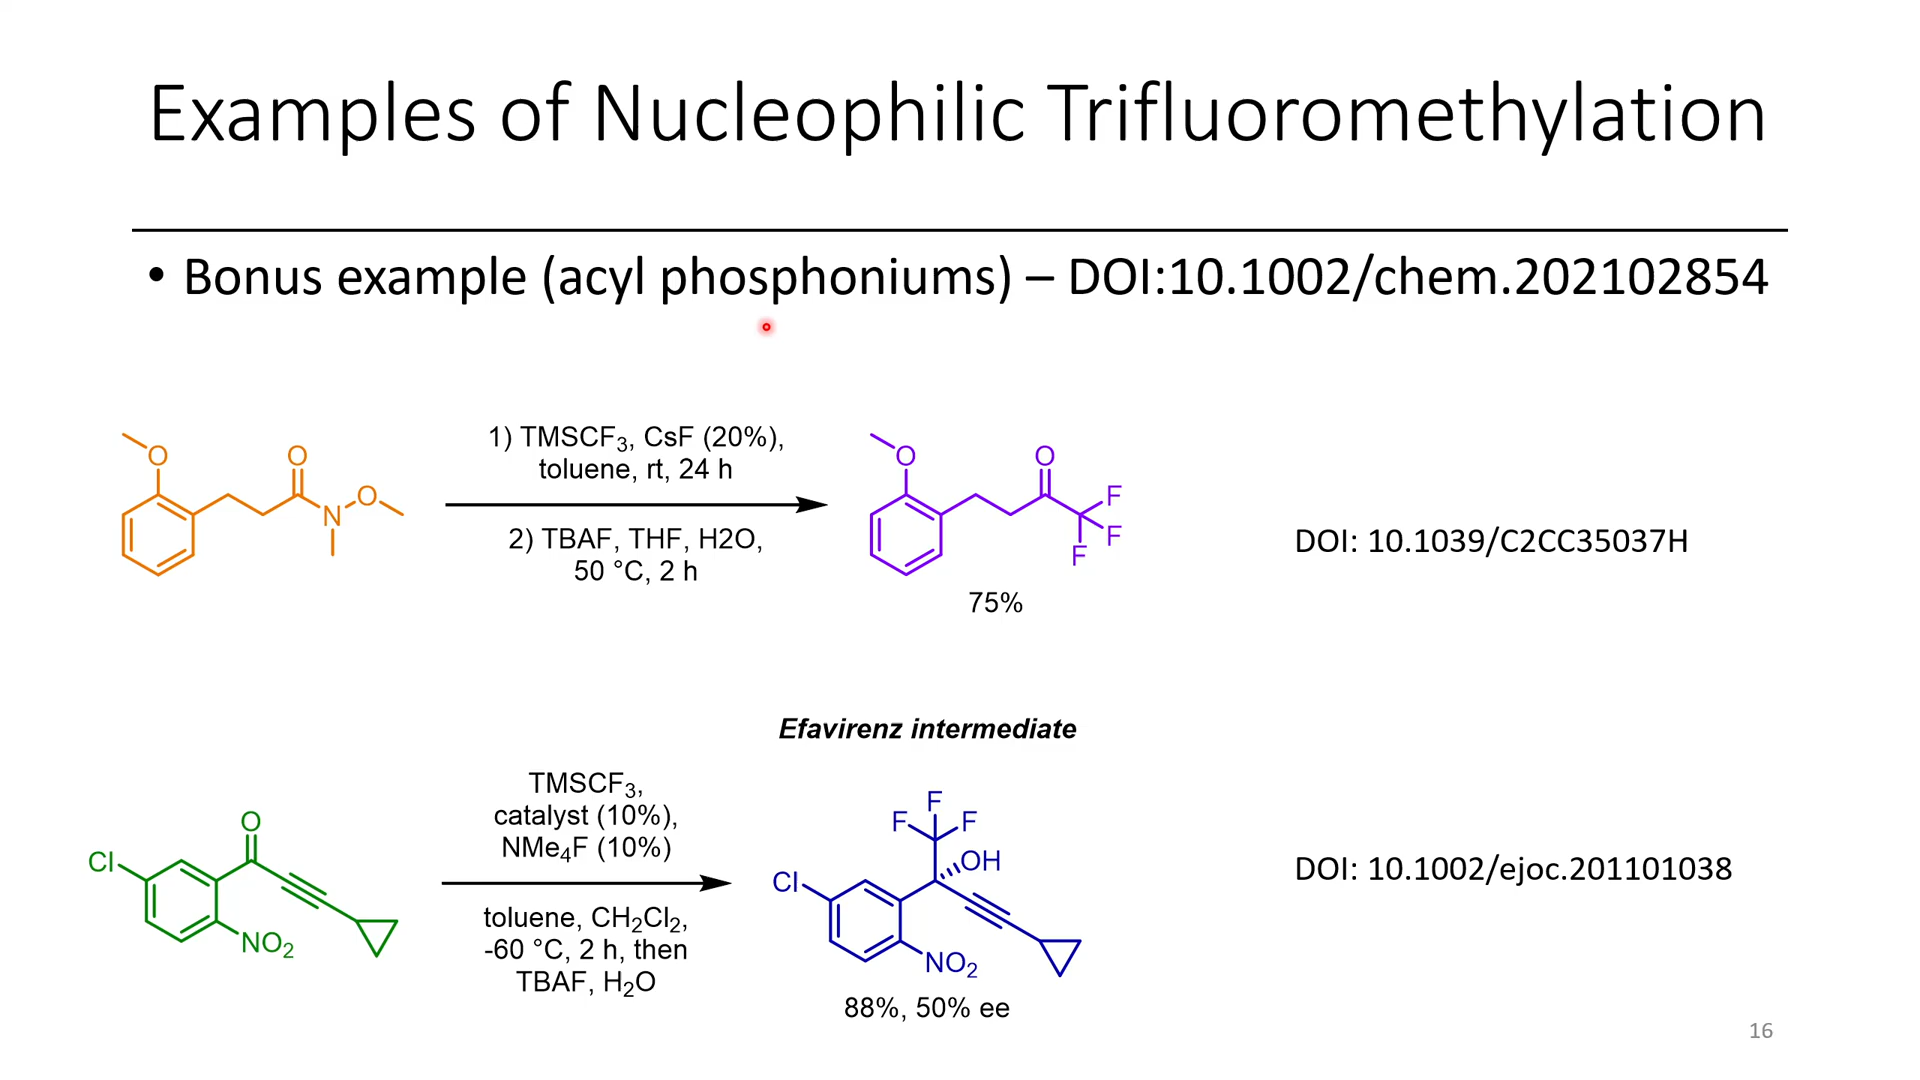 Examples of Nucleophilic Trifluoromethylation
• Bonus example (acyl phosphoniums) – DOI:10.1002/chem.202102854
1) TMSCF₃, CsF (20%),
toluene, rt, 24 h
2) TBAF, THF, H2O,
50 °C, 2 h
O
O
N
O
O
O
F
F
F
75%
DOI: 10.1039/C2CC35037H
Efavirenz intermediate
TMSCF₃,
catalyst (10%),
NMe₄F (10%)
toluene, CH₂Cl₂,
-60 °C, 2 h, then
TBAF, H₂O
O
Cl
NO₂
F
F
F
OH
Cl
NO₂
88%, 50% ee
DOI: 10.1002/ejoc.201101038
16